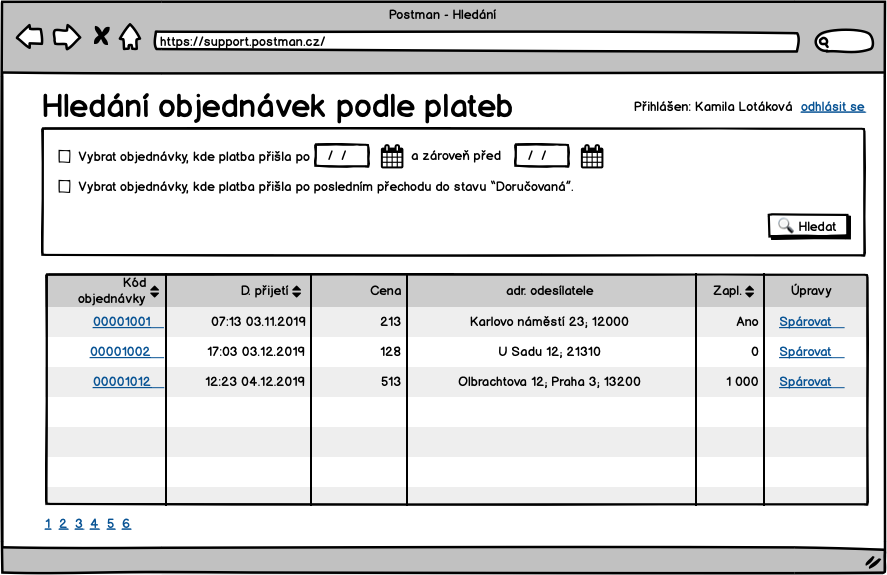 Postman - Hledání
https://support.postman.cz/
Hledání objednávek podle plateb
Přihlášen: Kamila Lotáková odhlásit se
Vybrat objednávky, kde platba přišla po / / a zároveň před / /
Vybrat objednávky, kde platba přišla po posledním přechodu do stavu "Doručovaná".
Hledat
Kód objednávky D. přijetí Cena adr. odesílatele Zapl. Úpravy
00001001 07:13 03.11.2019 213 Karlovo náměstí 23, 12000 Ano Spárovat
00001002 17:03 03.12.2019 128 U Sadu 12, 21310 0 Spárovat
00001012 12:23 04.12.2019 513 Olbrachtova 12, Praha 3, 13200 1 000 Spárovat
1 2 3 4 5 6